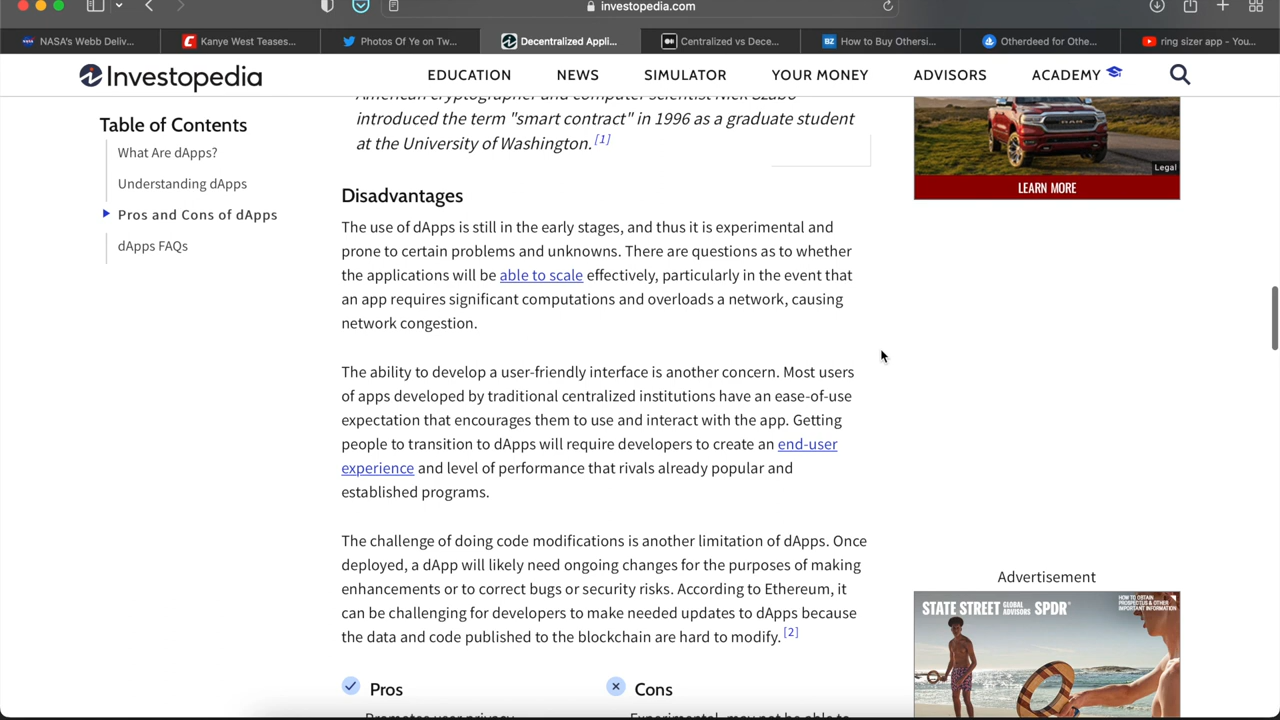 investopedia.com
NASA's Webb Deliv...
Kanye West Teases...
Photos Of Ye on Tw...
Decentralized Appli...
Centralized vs Dece...
BZ
How to Buy Othersi...
Otherdeed for Othe...
ring sizer app - You...
Investopedia
EDUCATION
NEWS
SIMULATOR
YOUR MONEY
ADVISORS
ACADEMY
Table of Contents
What Are dApps?
Understanding dApps
Pros and Cons of dApps
dApps FAQs
American cryptographer and computer scientist Nick Szabo
introduced the term "smart contract" in 1996 as a graduate student
at the University of Washington. [1]
Disadvantages
The use of dApps is still in the early stages, and thus it is experimental and
prone to certain problems and unknowns. There are questions as to whether
the applications will be able to scale effectively, particularly in the event that
an app requires significant computations and overloads a network, causing
network congestion.
The ability to develop a user-friendly interface is another concern. Most users
of apps developed by traditional centralized institutions have an ease-of-use
expectation that encourages them to use and interact with the app. Getting
people to transition to dApps will require developers to create an end-user
experience and level of performance that rivals already popular and
established programs.
The challenge of doing code modifications is another limitation of dApps. Once
deployed, a dApp will likely need ongoing changes for the purposes of making
enhancements or to correct bugs or security risks. According to Ethereum, it
can be challenging for developers to make needed updates to dApps because
the data and code published to the blockchain are hard to modify. [2]
Pros
Promotes user privacy
Cons
Experimental, may not be able to
RAM
Legal
LEARN MORE
Advertisement
STATE STREET GLOBAL ADVISORS SPDR®
HOW TO OBTAIN
PROSPECTUS & OTHER
IMPORTANT INFORMATION